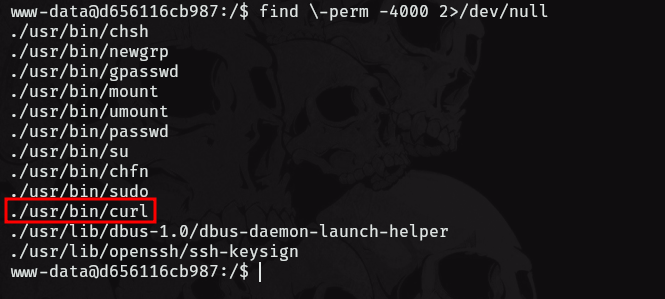 www-data@d656116cb987:/$ find \-perm -4000 2>/dev/null
./usr/bin/chsh
./usr/bin/newgrp
./usr/bin/gpasswd
./usr/bin/mount
./usr/bin/umount
./usr/bin/passwd
./usr/bin/su
./usr/bin/chfn
./usr/bin/sudo
./usr/bin/curl
./usr/lib/dbus-1.0/dbus-daemon-launch-helper
./usr/lib/openssh/ssh-keysign
www-data@d656116cb987:/$